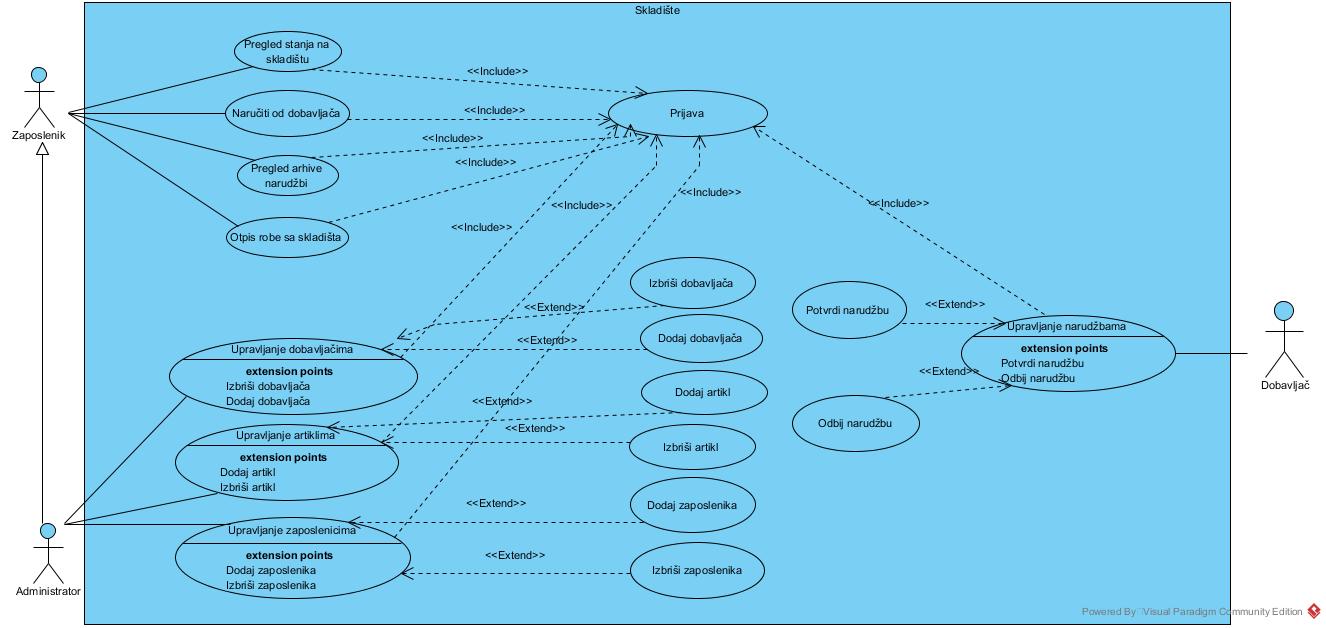 Skladište
Pregled stanja na
skladištu
<<Include>>
Zaposlenik
Naručiti od dobavljača
<<Include>>
Prijava
Pregled arhive
narudžbi
<<Include>>
Otpis robe sa skladišta
<<Include>>
<<Include>>
<<Include>>
<<Include>>
<<Include>>
Izbriši dobavljača
<<Extend>>
Dodaj dobavljača
<<Extend>>
Upravljanje dobavljačima
extension points
Izbriši dobavljača
Dodaj dobavljača
Potvrdi narudžbu
<<Extend>>
Upravljanje narudžbama
extension points
Potvrdi narudžbu
Odbij narudžbu
<<Extend>>
Odbij narudžbu
Dobavljač
Dodaj artikl
<<Extend>>
Izbriši artikl
<<Extend>>
Upravljanje artiklima
extension points
Dodaj artikl
Izbriši artikl
Dodaj zaposlenika
<<Extend>>
Upravljanje zaposlenicima
extension points
Dodaj zaposlenika
Izbriši zaposlenika
<<Extend>>
Izbriši zaposlenika
Administrator
Powered By Visual Paradigm Community Edition